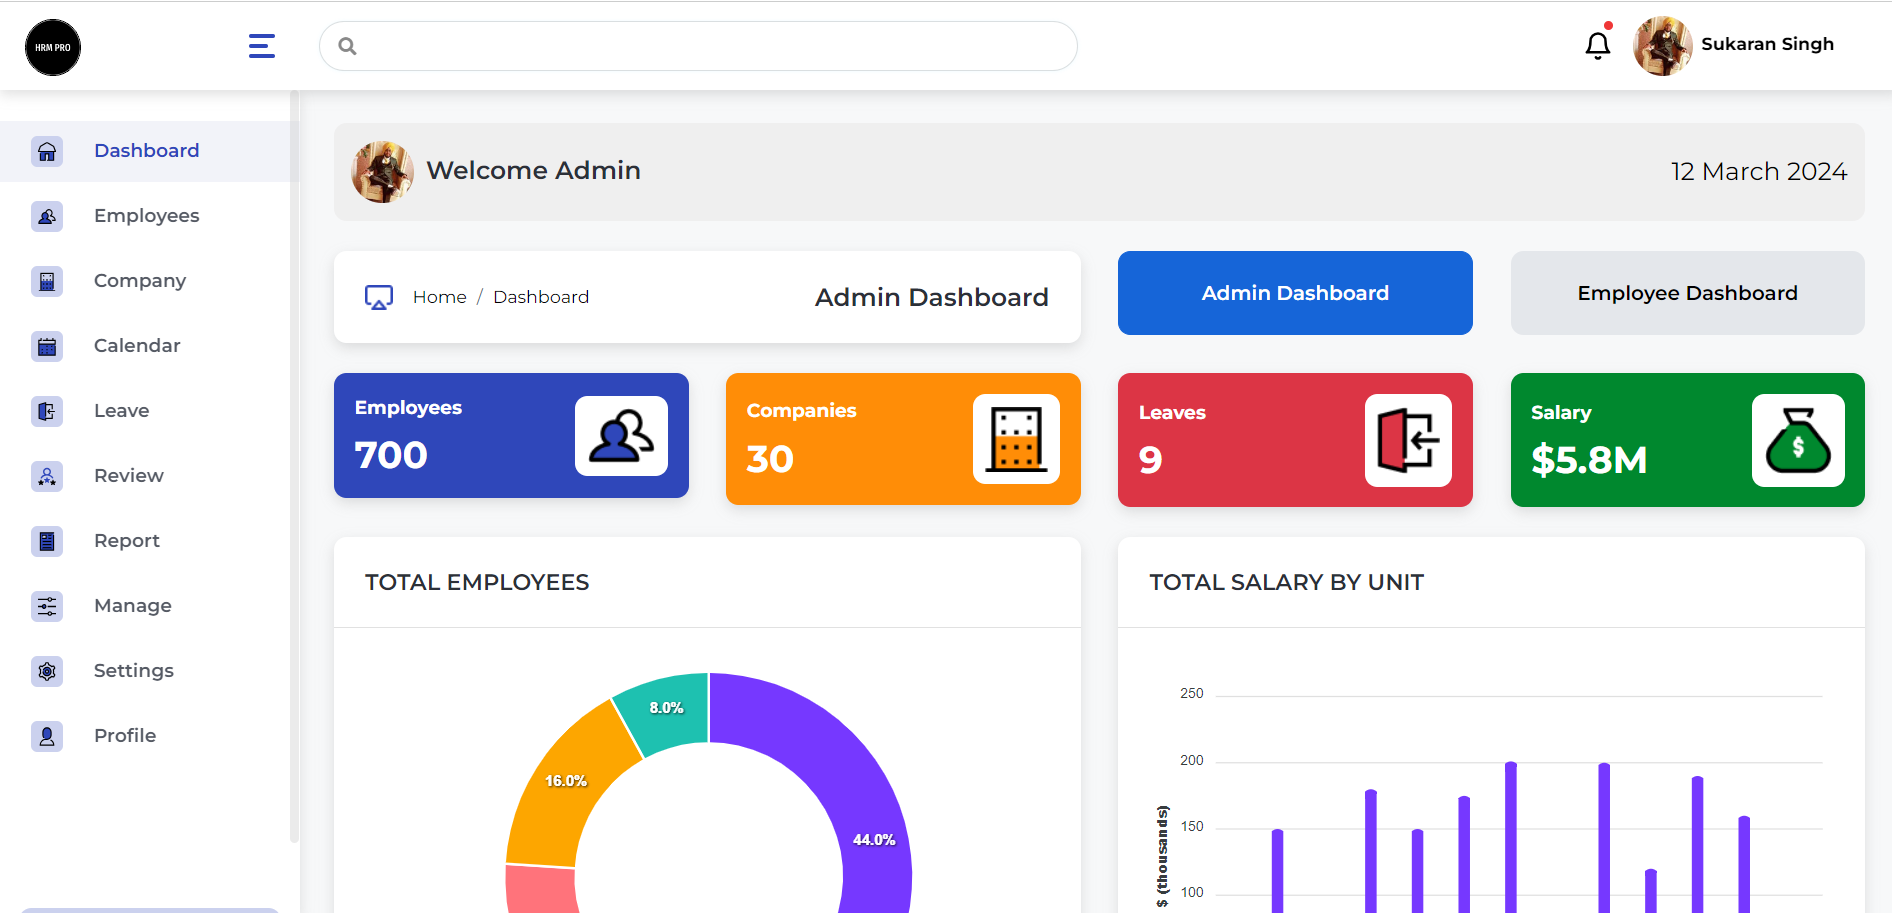 HRM PRO
Sukaran Singh
Dashboard
Employees
Company
Calendar
Leave
Review
Report
Manage
Settings
Profile
Welcome Admin
12 March 2024
Home / Dashboard
Admin Dashboard
Admin Dashboard
Employee Dashboard
Employees
700
Companies
30
Leaves
9
Salary
$5.8M
$
TOTAL EMPLOYEES
8.0%
16.0%
44.0%
TOTAL SALARY BY UNIT
250
200
150
100
$ (thousands)